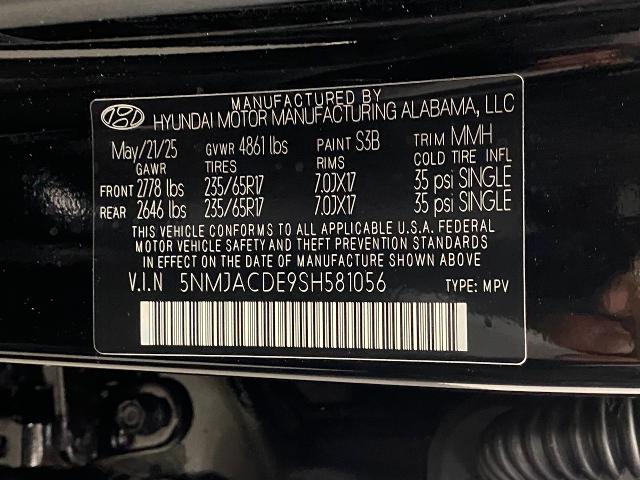 MANUFACTURED BY
HYUNDAI MOTOR MANUFACTURING ALABAMA, LLC
May/21/25 GVWR 4861 lbs PAINT S3B TRIM MMH
GAWR TIRES RIMS COLD TIRE INFL
FRONT 2778 lbs 235/65R17 7.0JX17 35 psi SINGLE
REAR 2646 lbs 235/65R17 7.0JX17 35 psi SINGLE
THIS VEHICLE CONFORMS TO ALL APPLICABLE U.S.A. FEDERAL
MOTOR VEHICLE SAFETY AND THEFT PREVENTION STANDARDS
IN EFFECT ON THE DATE OF MANUFACTURE SHOWN ABOVE
V.I.N 5NMJACDE9SH581056 TYPE: MPV